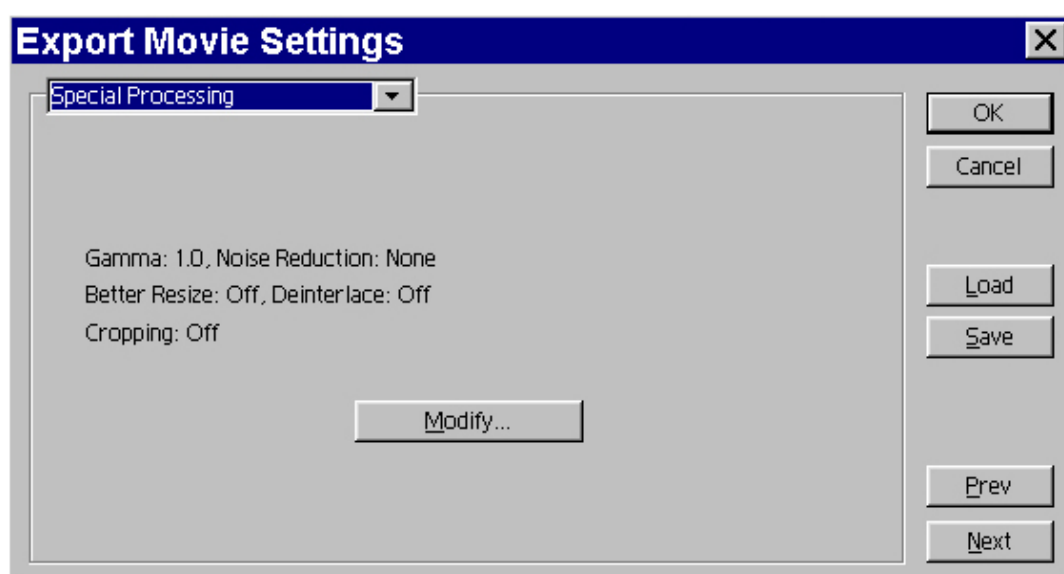 Export Movie Settings
Special Processing
OK
Cancel
Gamma: 1.0, Noise Reduction: None
Better Resize: Off, Deinterlace: Off
Cropping: Off
Load
Save
Modify...
Prev
Next